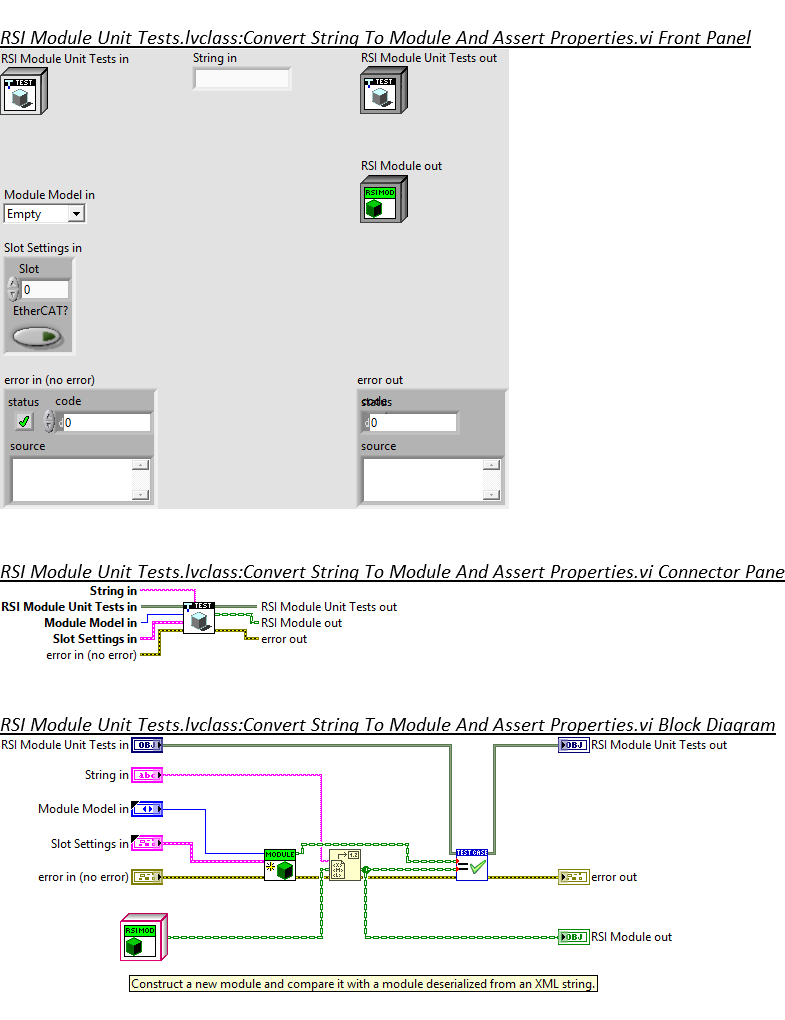 RSI Module Unit Tests.lvclass:Convert String To Module And Assert Properties.vi Front Panel
RSI Module Unit Tests in
String in
RSI Module Unit Tests out
TEST
TEST
RSI Module out
RSI MOD
Module Model in
Empty
Slot Settings in
Slot
0
EtherCAT?
error in (no error)
error out
status code
status
code
0
0
source
source
RSI Module Unit Tests.lvclass:Convert String To Module And Assert Properties.vi Connector Pane
String in
RSI Module Unit Tests in
TEST
RSI Module Unit Tests out
Module Model in
RSI Module out
Slot Settings in
error out
error in (no error)
RSI Module Unit Tests.lvclass:Convert String To Module And Assert Properties.vi Block Diagram
RSI Module Unit Tests in
OBJ
OBJ
RSI Module Unit Tests out
String in
abc
Module Model in
Slot Settings in
MODULE
TEST CASE
error in (no error)
error out
RSI MOD
OBJ
RSI Module out
Construct a new module and compare it with a module deserialized from an XML string.